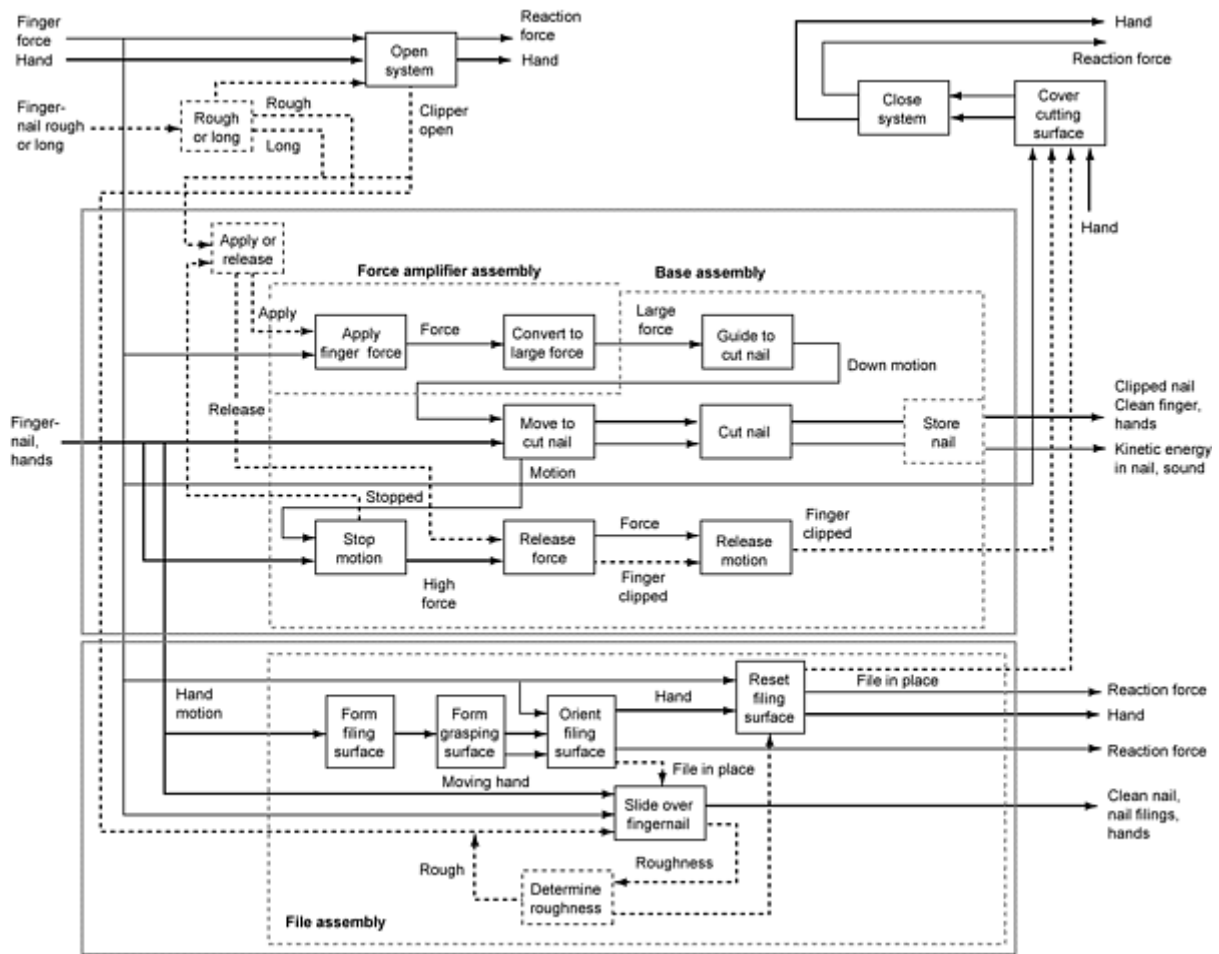 Finger
force
Hand
Reaction
force
Hand
Open
system
Finger-
nail rough
or long
Rough
or long
Rough
Long
Clipper
open
Hand
Reaction force
Close
system
Cover
cutting
surface
Hand
Apply or
release
Force amplifier assembly
Base assembly
Apply
Apply
finger force
Force
Convert to
large force
Large
force
Guide to
cut nail
Down motion
Release
Finger-
nail,
hands
Move to
cut nail
Cut nail
Store
nail
Clipped nail
Clean finger,
hands
Kinetic energy
in nail, sound
Motion
Stopped
Stop
motion
High
force
Release
force
Force
Finger
clipped
Release
motion
Finger
clipped
Hand
motion
Form
filing
surface
Form
grasping
surface
Orient
filing
surface
Hand
Reset
filing
surface
File in place
Reaction force
Hand
Reaction force
File in place
Moving hand
Slide over
fingernail
Clean nail,
nail filings,
hands
Rough
Roughness
Determine
roughness
File assembly